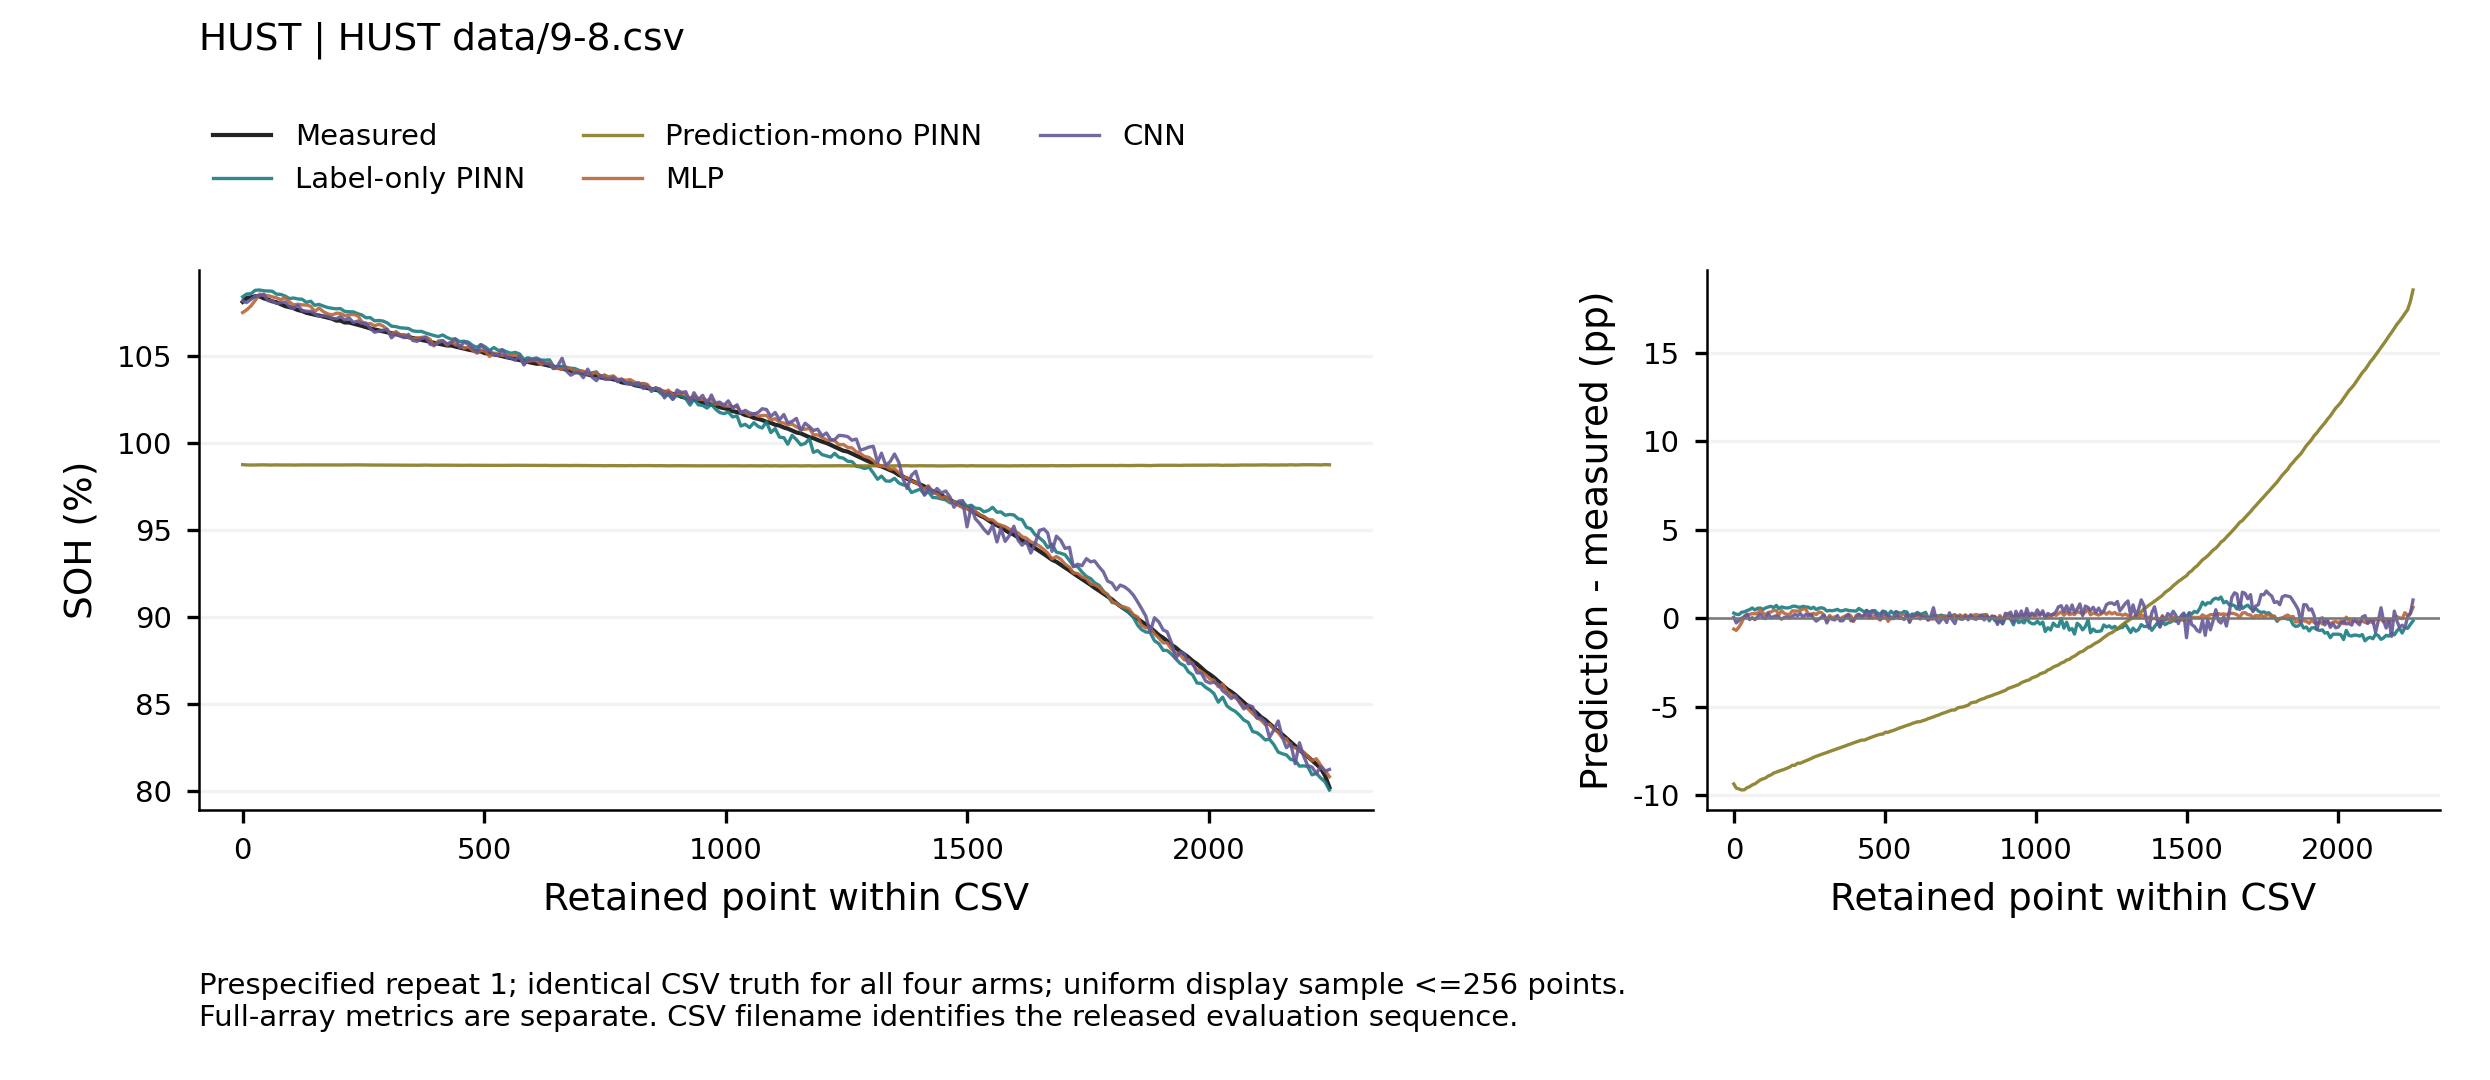 HUST | HUST data/9-8.csv
Measured
Label-only PINN
Prediction-mono PINN
MLP
CNN
SOH (%)
105
100
95
90
85
80
0
500
1000
1500
2000
Retained point within CSV
Prediction - measured (pp)
15
10
5
0
-5
-10
0
500
1000
1500
2000
Retained point within CSV
Prespecified repeat 1; identical CSV truth for all four arms; uniform display sample <=256 points.
Full-array metrics are separate. CSV filename identifies the released evaluation sequence.